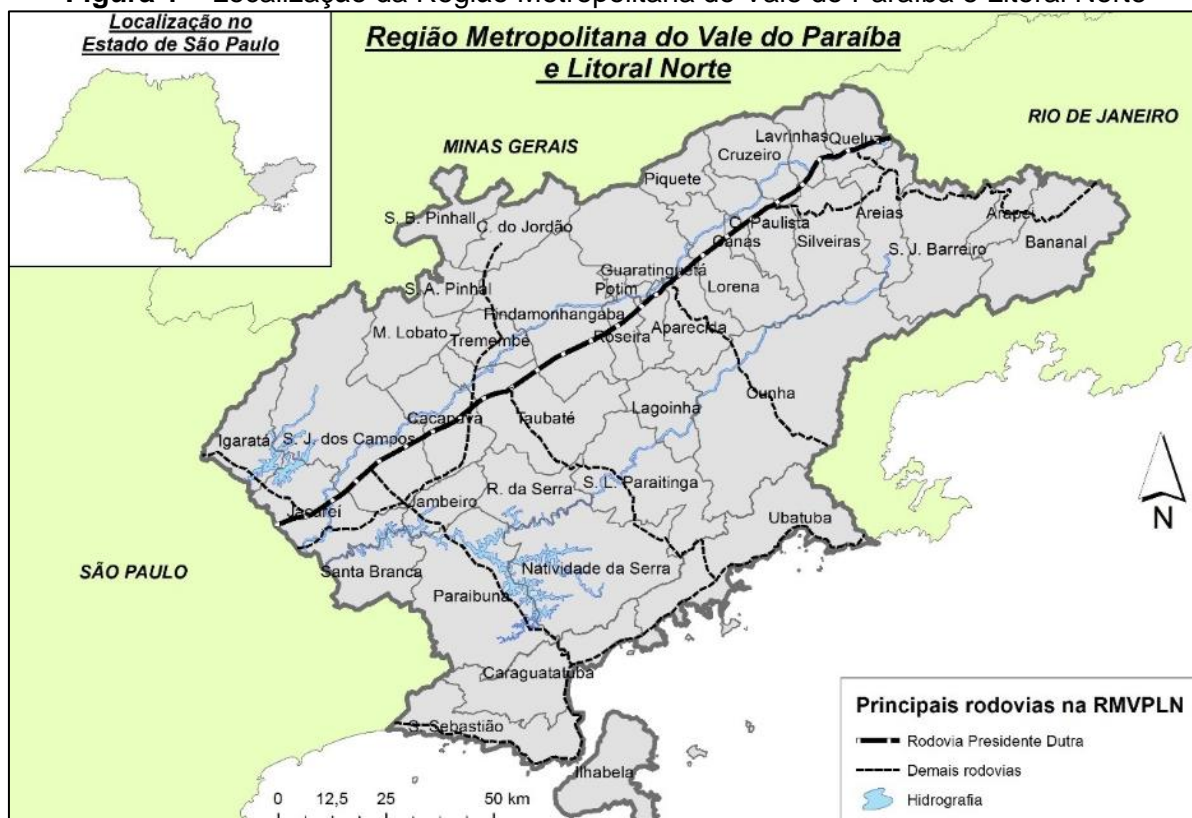 Figura 1 – Localização da Região Metropolitana do Vale do Paraíba e Litoral Norte
Localização no
Estado de São Paulo
Região Metropolitana do Vale do Paraíba
e Litoral Norte
RIO DE JANEIRO
MINAS GERAIS
Lavrinhas
Queluz
Cruzeiro
Piquete
S. B. Pinhall
C. do Jordão
C. Paulista
Areias
Arapeí
Canas
Silveiras
S. J. Barreiro
Bananal
Guaratinguetá
Potim
Lorena
S. A. Pinhal
Pindamonhangaba
M. Lobato
Tremembé
Roseira
Aparecida
Cunha
Lagoinha
Caçapava
Taubaté
Igaratá
S. J. dos Campos
R. da Serra
S. L. Paraitinga
Jambeiro
Jacareí
Ubatuba
N
SÃO PAULO
Santa Branca
Natividade da Serra
Paraibuna
Caraguatatuba
S. Sebastião
Ilhabela
0 12,5 25 50 km
Principais rodovias na RMVPLN
Rodovia Presidente Dutra
Demais rodovias
Hidrografia